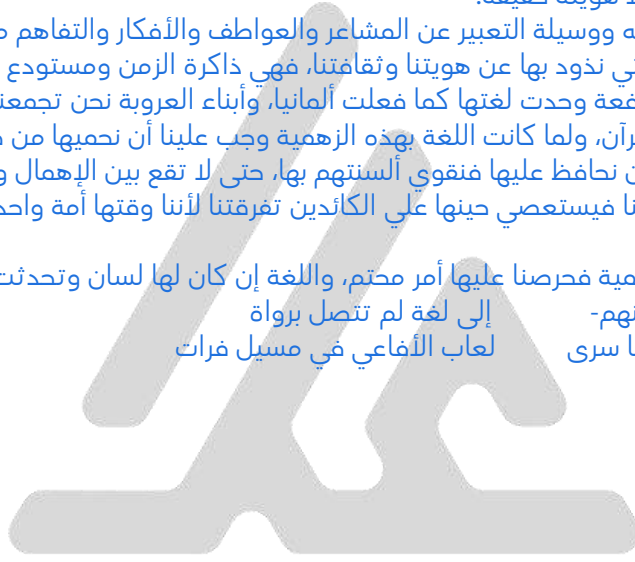 ه ووسيلة التعبير عن المشاعر والعواطف والأفكار والتفاهم
ي نذود بها عن هويتنا وثقافتنا، فهي ذاكرة الزمن ومستودع
فعة وحدت لغتها كما فعلت ألمانيا، وأبناء العروبة نحن تجمعن
رآن، ولما كانت اللغة بهذه الزهمية وجب علينا أن نحميها من
ن نحافظ عليها فنقوي ألسنتهم بها، حتى لا تقع بين الإهمال و
نا فيستعصي حينها علي الكائدين تفرقتنا لأننا وقتها أمة واحد
مية فحرصنا عليها أمر محتم، واللغة إن كان لها لسان وتحدثت
نهم- إلى لغة لم تتصل برواة
ا سرى لعاب الأفاعي في مسيل فرات